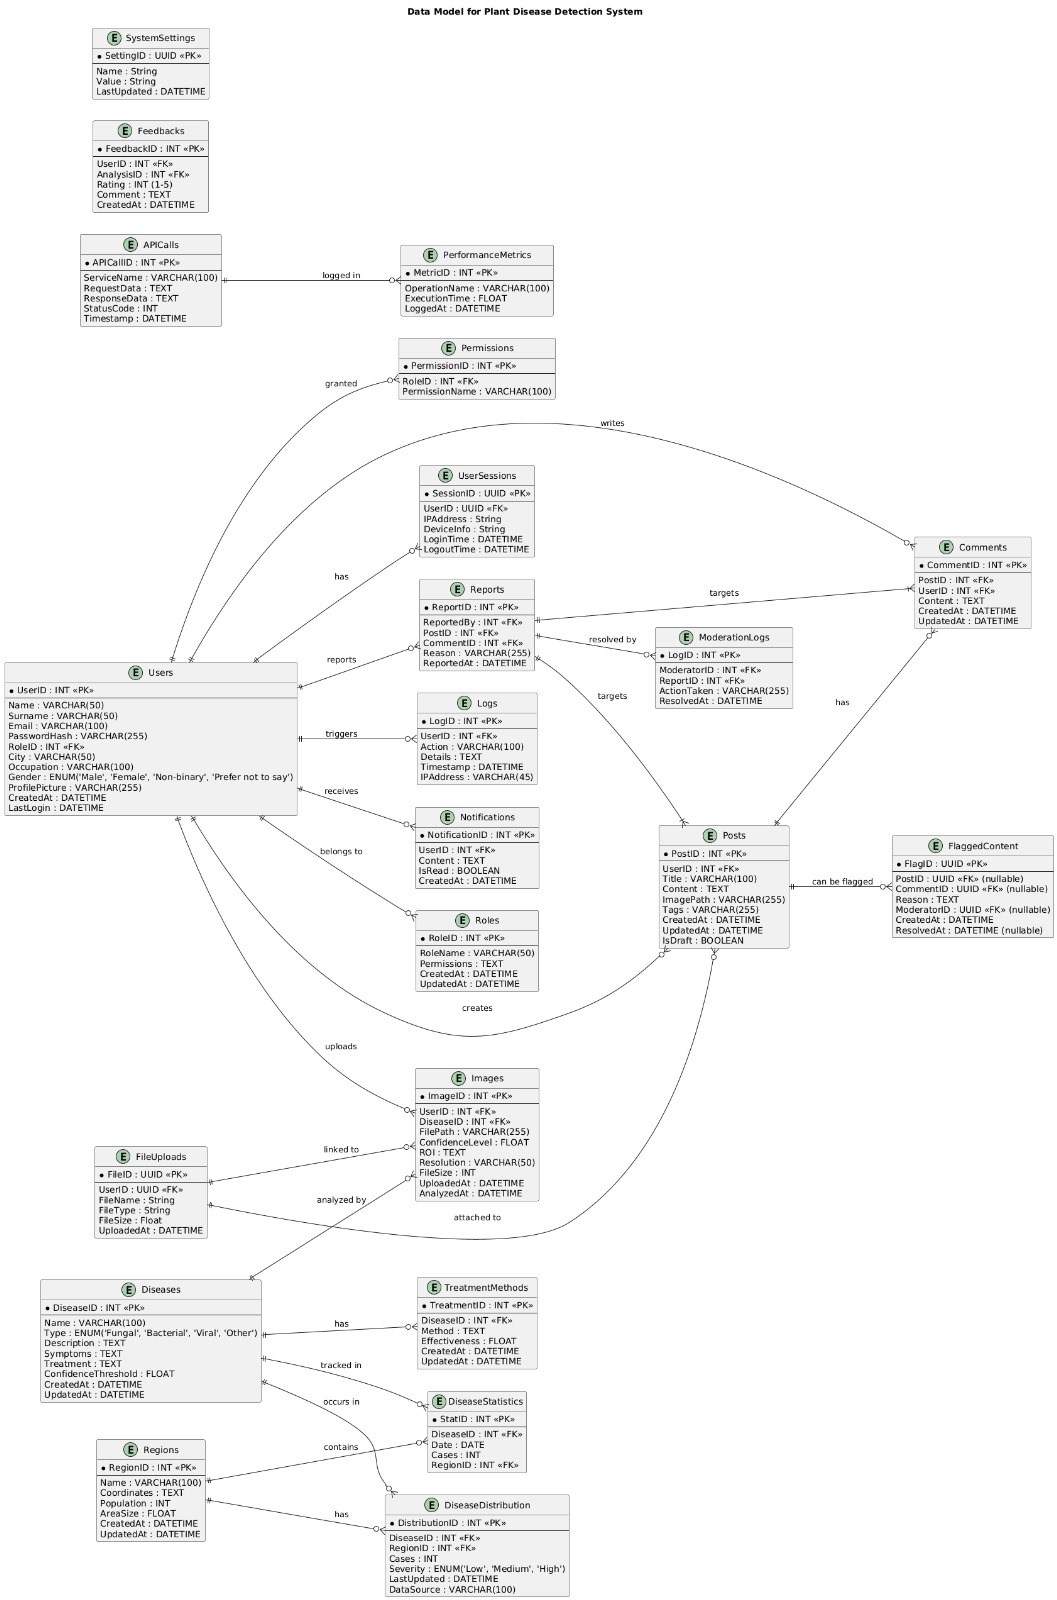 Data Model for Plant Disease Detection System
E SystemSettings
SettingID : UUID «PK»
Name : String
Value : String
LastUpdated : DATETIME
E Feedbacks
FeedbackID : INT «PK»
UserID : INT «FK»
AnalysisID : INT «FK»
Rating : INT (1-5)
Comment : TEXT
CreatedAt : DATETIME
E APICalls
APICallID : INT «PK»
ServiceName : VARCHAR(100)
RequestData : TEXT
ResponseData : TEXT
StatusCode : INT
Timestamp : DATETIME
logged in
E PerformanceMetrics
MetricID : INT «PK»
OperationName : VARCHAR(100)
ExecutionTime : FLOAT
LoggedAt : DATETIME
E Permissions
PermissionID : INT «PK»
RoleID : INT «FK»
PermissionName : VARCHAR(100)
granted
writes
E UserSessions
SessionID : UUID «PK»
UserID : UUID «FK»
IPAddress : String
DeviceInfo : String
LoginTime : DATETIME
LogoutTime : DATETIME
has
E Comments
CommentID : INT «PK»
PostID : INT «FK»
UserID : INT «FK»
Content : TEXT
CreatedAt : DATETIME
UpdatedAt : DATETIME
E Reports
ReportID : INT «PK»
ReportedBy : INT «FK»
PostID : INT «FK»
CommentID : INT «FK»
Reason : VARCHAR(255)
ReportedAt : DATETIME
targets
resolved by
reports
E ModerationLogs
LogID : INT «PK»
ModeratorID : INT «FK»
ReportID : INT «FK»
ActionTaken : VARCHAR(255)
ResolvedAt : DATETIME
E Users
UserID : INT «PK»
Name : VARCHAR(50)
Surname : VARCHAR(50)
Email : VARCHAR(100)
PasswordHash : VARCHAR(255)
RoleID : INT «FK»
City : VARCHAR(50)
Occupation : VARCHAR(100)
Gender : ENUM('Male', 'Female', 'Non-binary', 'Prefer not to say')
ProfilePicture : VARCHAR(255)
CreatedAt : DATETIME
LastLogin : DATETIME
targets
has
E Logs
LogID : INT «PK»
UserID : INT «FK»
Action : VARCHAR(100)
Details : TEXT
Timestamp : DATETIME
IPAddress : VARCHAR(45)
triggers
receives
E Notifications
NotificationID : INT «PK»
UserID : INT «FK»
Content : TEXT
IsRead : BOOLEAN
CreatedAt : DATETIME
belongs to
E Posts
PostID : INT «PK»
UserID : INT «FK»
Title : VARCHAR(100)
Content : TEXT
ImagePath : VARCHAR(255)
Tags : VARCHAR(255)
CreatedAt : DATETIME
UpdatedAt : DATETIME
IsDraft : BOOLEAN
can be flagged
E FlaggedContent
FlagID : UUID «PK»
PostID : UUID «FK» (nullable)
CommentID : UUID «FK» (nullable)
Reason : TEXT
ModeratorID : UUID «FK» (nullable)
CreatedAt : DATETIME
ResolvedAt : DATETIME (nullable)
E Roles
RoleID : INT «PK»
RoleName : VARCHAR(50)
Permissions : TEXT
CreatedAt : DATETIME
UpdatedAt : DATETIME
creates
uploads
E Images
ImageID : INT «PK»
UserID : INT «FK»
DiseaseID : INT «FK»
FilePath : VARCHAR(255)
ConfidenceLevel : FLOAT
ROI : TEXT
Resolution : VARCHAR(50)
FileSize : INT
UploadedAt : DATETIME
AnalyzedAt : DATETIME
E FileUploads
FileID : UUID «PK»
UserID : UUID «FK»
FileName : String
FileType : String
FileSize : Float
UploadedAt : DATETIME
linked to
analyzed by
attached to
E Diseases
DiseaseID : INT «PK»
Name : VARCHAR(100)
Type : ENUM('Fungal', 'Bacterial', 'Viral', 'Other')
Description : TEXT
Symptoms : TEXT
Treatment : TEXT
ConfidenceThreshold : FLOAT
CreatedAt : DATETIME
UpdatedAt : DATETIME
E TreatmentMethods
TreatmentID : INT «PK»
DiseaseID : INT «FK»
Method : TEXT
Effectiveness : FLOAT
CreatedAt : DATETIME
UpdatedAt : DATETIME
has
tracked in
occurs in
E DiseaseStatistics
StatID : INT «PK»
DiseaseID : INT «FK»
Date : DATE
Cases : INT
RegionID : INT «FK»
contains
E Regions
RegionID : INT «PK»
Name : VARCHAR(100)
Coordinates : TEXT
Population : INT
AreaSize : FLOAT
CreatedAt : DATETIME
UpdatedAt : DATETIME
has
E DiseaseDistribution
DistributionID : INT «PK»
DiseaseID : INT «FK»
RegionID : INT «FK»
Cases : INT
Severity : ENUM('Low', 'Medium', 'High')
LastUpdated : DATETIME
DataSource : VARCHAR(100)